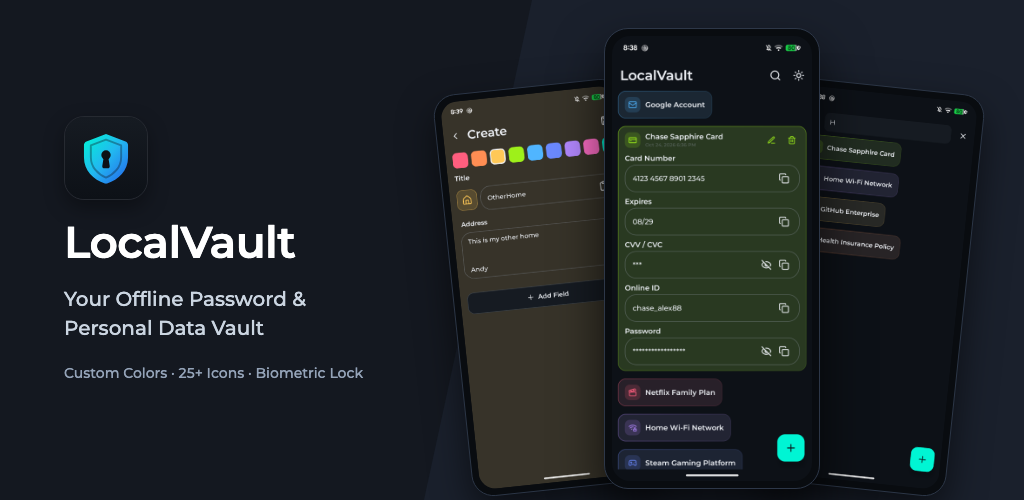 LocalVault
Your Offline Password &
Personal Data Vault
Custom Colors · 25+ Icons · Biometric Lock
8:39
Create
Title
OtherHome
Address
This is my other home
Andy
+ Add Field
8:38
LocalVault
Google Account
Chase Sapphire Card
Card Number
4123 4567 8901 2345
Expires
08/29
CVV / CVC
***
Online ID
chase_alex88
Password
*****************
Netflix Family Plan
Home Wi-Fi Network
Steam Gaming Platform
+
H
Chase Sapphire Card
Home Wi-Fi Network
GitHub Enterprise
Health Insurance Policy
+